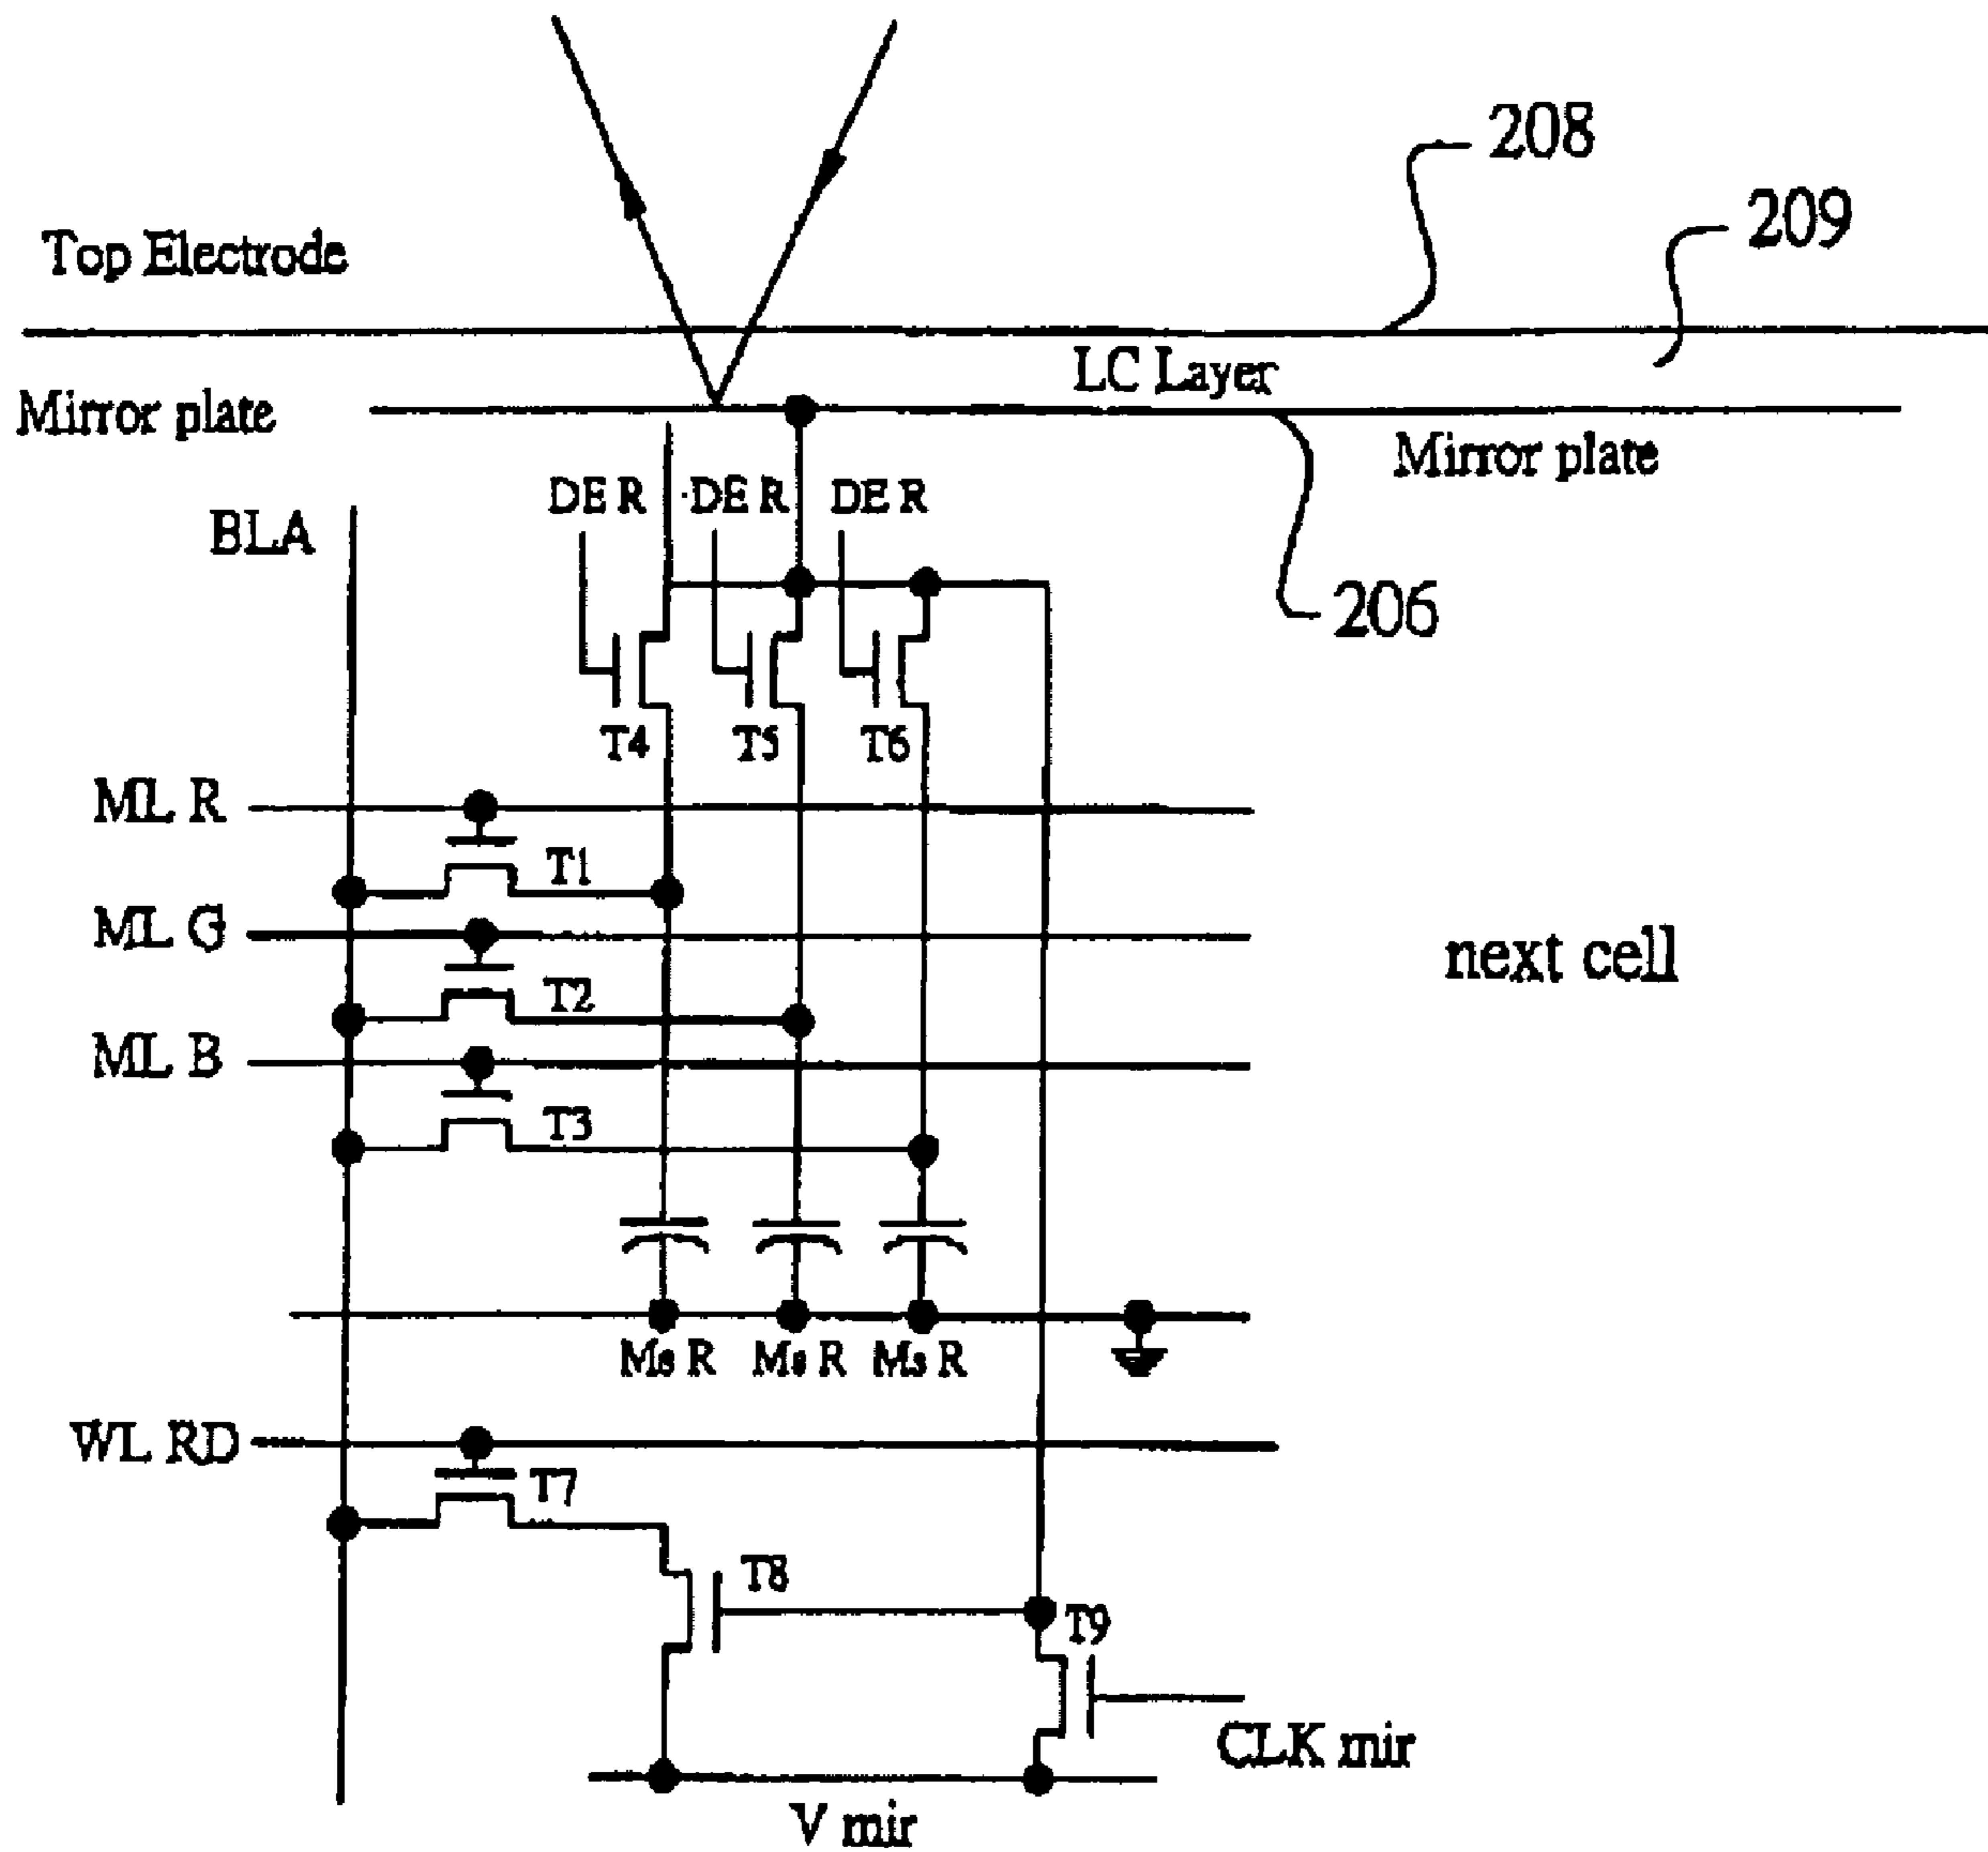 208
209
Top Electrode
LC Layer
Mirror plate
Mirror plate
DE R
DE R
DE R
BLA
206
T4
T5
T6
ML R
T1
ML G
next cell
T2
ML B
T3
Ms R
Ms R
Ms R
WL RD
T7
T8
T9
CLK mir
V mir